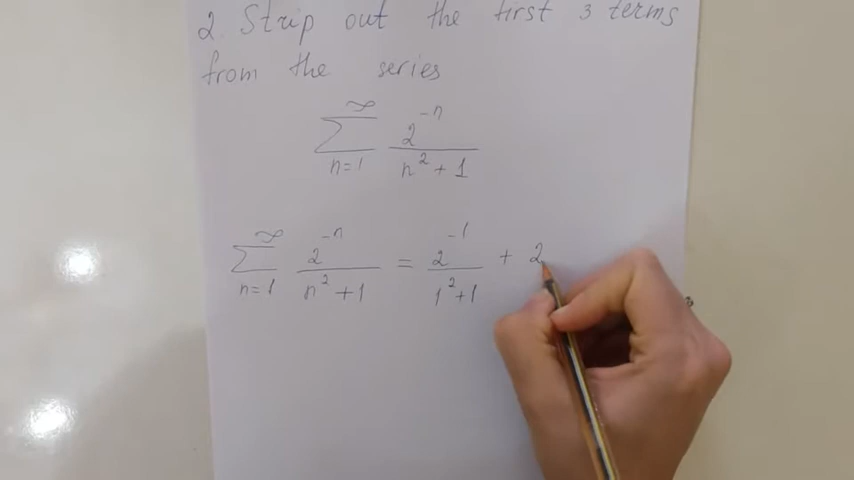 2. Strip out the first 3 terms
from the series
∞
∑ 2^{-n} / (n^2 + 1)
n=1
∞
∑ 2^{-n} / (n^2 + 1) = 2^{-1} / (1^2 + 1) + 2
n=1